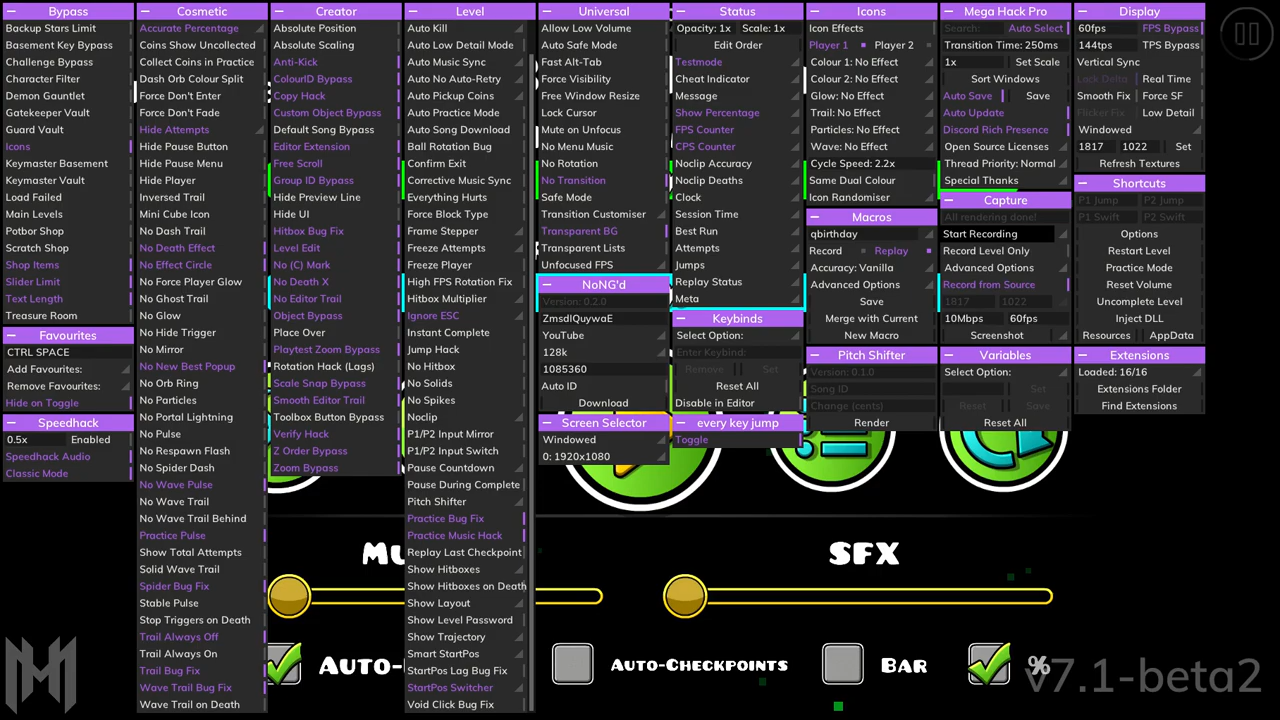 Bypass
Backup Stars Limit
Basement Key Bypass
Challenge Bypass
Character Filter
Demon Gauntlet
Gatekeeper Vault
Guard Vault
Icons
Keymaster Basement
Keymaster Vault
Load Failed
Main Levels
Potbor Shop
Scratch Shop
Shop Items
Slider Limit
Text Length
Treasure Room
Favourites
CTRL SPACE
Add Favourites:
Remove Favourites:
Hide on Toggle
Speedhack
0.5x Enabled
Speedhack Audio
Classic Mode
Cosmetic
Accurate Percentage
Coins Show Uncollected
Collect Coins in Practice
Dash Orb Colour Split
Force Don't Enter
Force Don't Fade
Hide Attempts
Hide Pause Button
Hide Pause Menu
Hide Player
Inversed Trail
Mini Cube Icon
No Dash Trail
No Death Effect
No Effect Circle
No Force Player Glow
No Ghost Trail
No Glow
No Hide Trigger
No Mirror
No New Best Popup
No Orb Ring
No Particles
No Portal Lightning
No Pulse
No Respawn Flash
No Spider Dash
No Wave Pulse
No Wave Trail
No Wave Trail Behind
Practice Pulse
Show Total Attempts
Solid Wave Trail
Spider Bug Fix
Stable Pulse
Stop Triggers on Death
Trail Always Off
Trail Always On
Trail Bug Fix
Wave Trail Bug Fix
Wave Trail on Death
Creator
Absolute Position
Absolute Scaling
Anti-Kick
ColourID Bypass
Copy Hack
Custom Object Bypass
Default Song Bypass
Editor Extension
Free Scroll
Group ID Bypass
Hide Preview Line
Hide UI
Hitbox Bug Fix
Level Edit
No (C) Mark
No Death X
No Editor Trail
Object Bypass
Place Over
Playtest Zoom Bypass
Rotation Hack (Lags)
Scale Snap Bypass
Smooth Editor Trail
Toolbox Button Bypass
Verify Hack
Z Order Bypass
Zoom Bypass
Level
Auto Kill
Auto Low Detail Mode
Auto Music Sync
Auto No Auto-Retry
Auto Pickup Coins
Auto Practice Mode
Auto Song Download
Ball Rotation Bug
Confirm Exit
Corrective Music Sync
Everything Hurts
Force Block Type
Frame Stepper
Freeze Attempts
Freeze Player
High FPS Rotation Fix
Hitbox Multiplier
Ignore ESC
Instant Complete
Jump Hack
No Hitbox
No Solids
No Spikes
Noclip
P1/P2 Input Mirror
P1/P2 Input Switch
Pause Countdown
Pause During Complete
Pitch Shifter
Practice Bug Fix
Practice Music Hack
Replay Last Checkpoint
Show Hitboxes
Show Hitboxes on Death
Show Layout
Show Level Password
Show Trajectory
Smart StartPos
StartPos Lag Bug Fix
StartPos Switcher
Void Click Bug Fix
Universal
Allow Low Volume
Auto Safe Mode
Fast Alt-Tab
Force Visibility
Free Window Resize
Lock Cursor
Mute on Unfocus
No Menu Music
No Rotation
No Transition
Safe Mode
Transition Customiser
Transparent BG
Transparent Lists
Unfocused FPS
NoNG'd
Version: 0.2.0
ZmsdIQuywaE
YouTube
128k
1085360
Auto ID
Download
Screen Selector
Windowed
0: 1920x1080
Status
Opacity: 1x Scale: 1x
Edit Order
Testmode
Cheat Indicator
Message
Show Percentage
FPS Counter
CPS Counter
Noclip Accuracy
Noclip Deaths
Clock
Session Time
Best Run
Attempts
Jumps
Replay Status
Meta
Keybinds
Select Option:
Enter Keybind:
Remove Set
Reset All
Disable in Editor
every key jump
Toggle
Icons
Icon Effects
Player 1 Player 2
Colour 1: No Effect
Colour 2: No Effect
Glow: No Effect
Trail: No Effect
Particles: No Effect
Wave: No Effect
Cycle Speed: 2.2x
Same Dual Colour
Icon Randomiser
Macros
qbirthday
Record Replay
Accuracy: Vanilla
Advanced Options
Save
Merge with Current
New Macro
Pitch Shifter
Version: 0.1.0
Song ID
Change (cents)
Render
Mega Hack Pro
Search: Auto Select
Transition Time: 250ms
1x Set Scale
Sort Windows
Auto Save Save
Auto Update
Discord Rich Presence
Open Source Licenses
Thread Priority: Normal
Special Thanks
Capture
All rendering done!
Start Recording
Record Level Only
Advanced Options
Record from Source
1817 1022
10Mbps 60fps
Screenshot
Variables
Select Option:
Set
Reset Save
Reset All
Display
60fps FPS Bypass
144tps TPS Bypass
Vertical Sync
Lock Delta Real Time
Smooth Fix Force SF
Flicker Fix Low Detail
Windowed
1817 1022 Set
Refresh Textures
Shortcuts
P1 Jump P2 Jump
P1 Swift P2 Swift
Options
Restart Level
Practice Mode
Reset Volume
Uncomplete Level
Inject DLL
Resources AppData
Extensions
Loaded: 16/16
Extensions Folder
Find Extensions
SFX
Auto-Checkpoints
Bar
%
v7.1-beta2